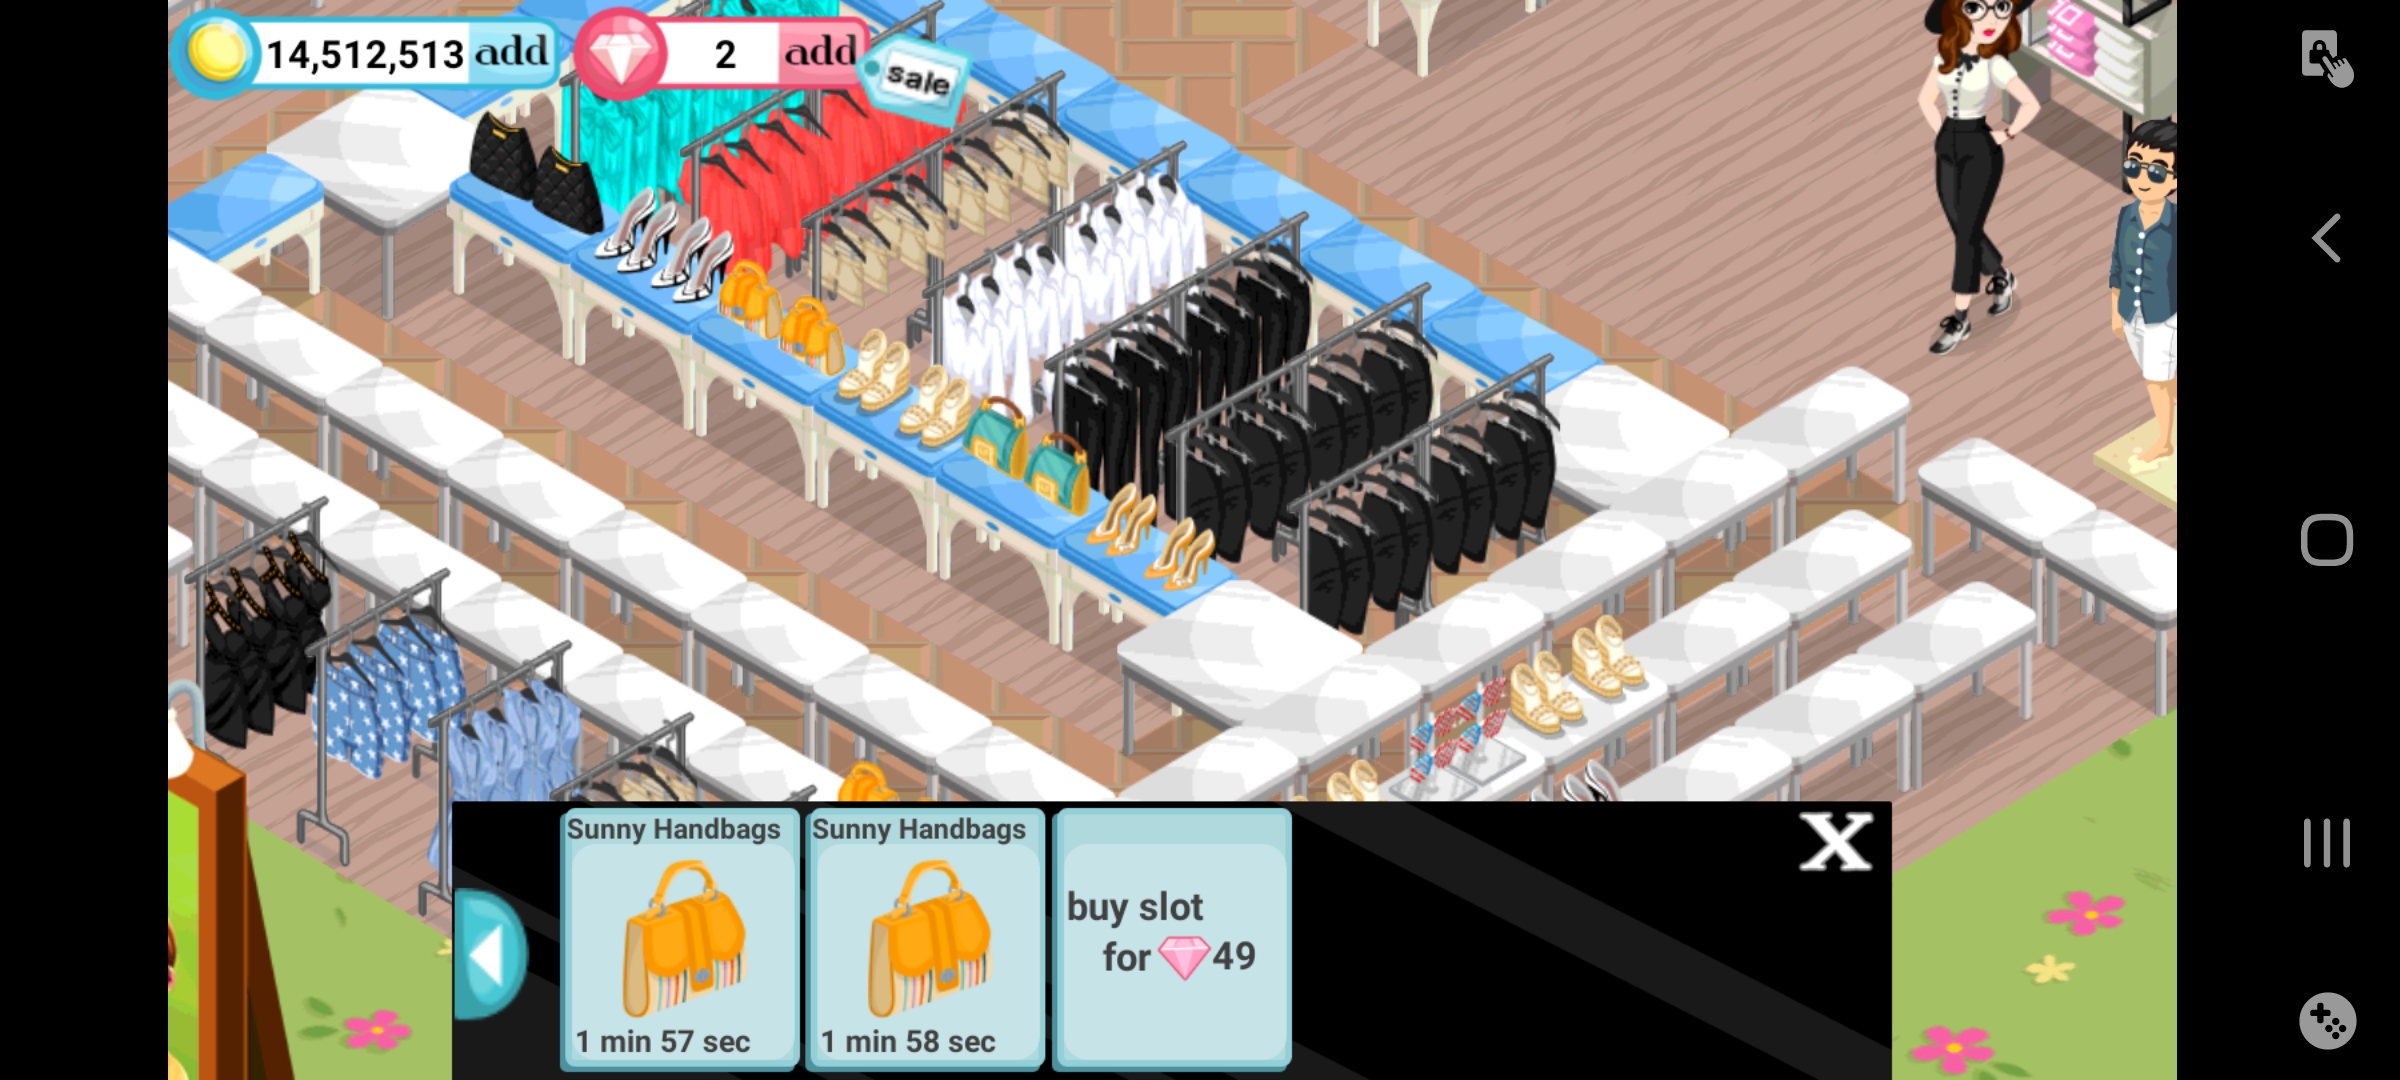 14,512,513 add
2 add
sale
Sunny Handbags
1 min 57 sec
Sunny Handbags
1 min 58 sec
buy slot
for 49
X